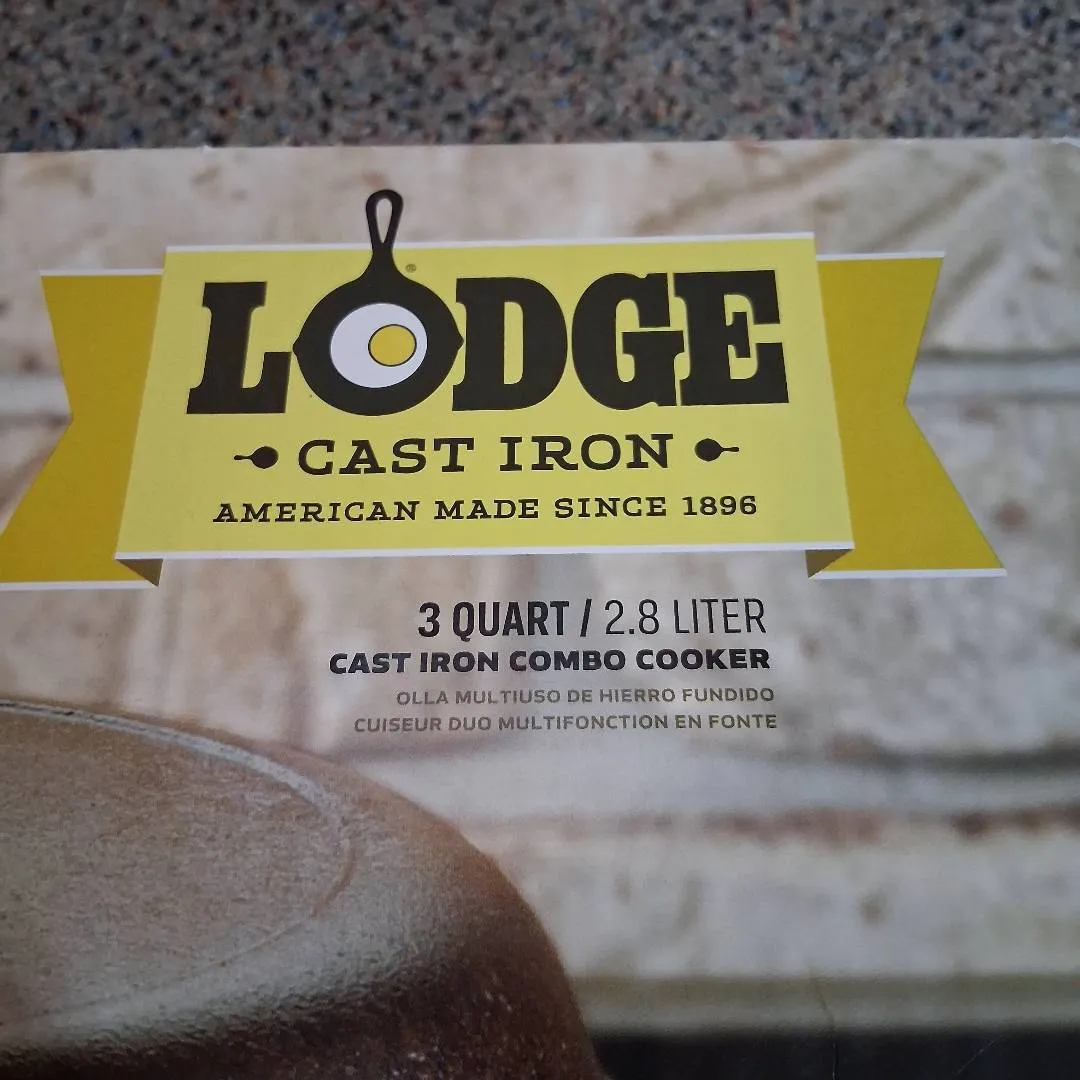 LODGE®
CAST IRON
AMERICAN MADE SINCE 1896
3 QUART / 2.8 LITER
CAST IRON COMBO COOKER
OLLA MULTIUSO DE HIERRO FUNDIDO
CUISEUR DUO MULTIFONCTION EN FONTE